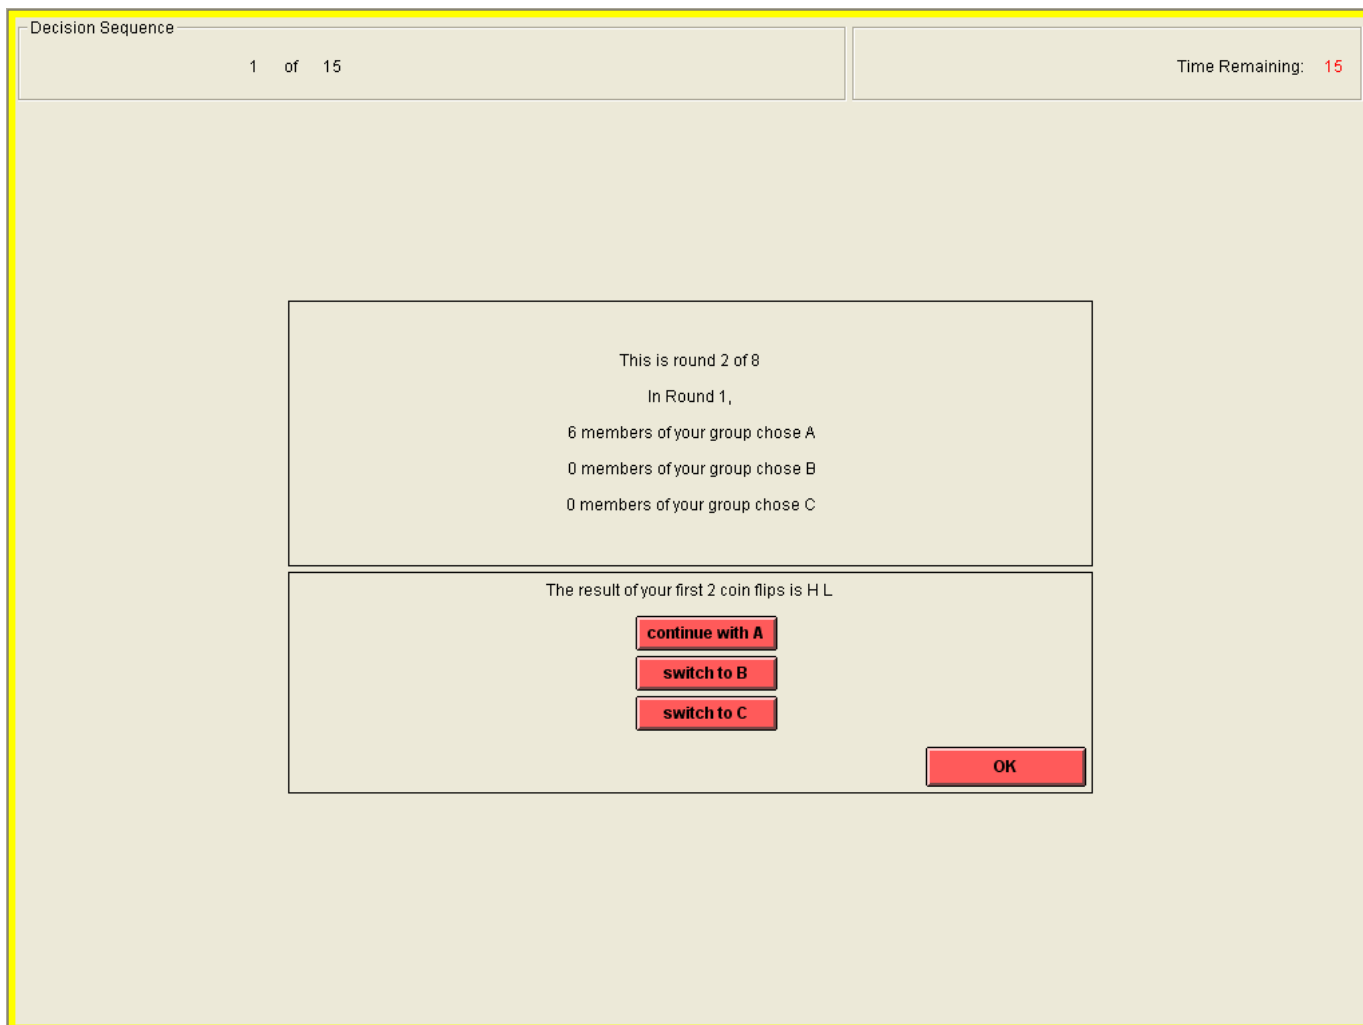 Decision Sequence
1 of 15
Time Remaining: 15
This is round 2 of 8
In Round 1,
6 members of your group chose A
0 members of your group chose B
0 members of your group chose C
The result of your first 2 coin flips is H L
continue with A
switch to B
switch to C
OK